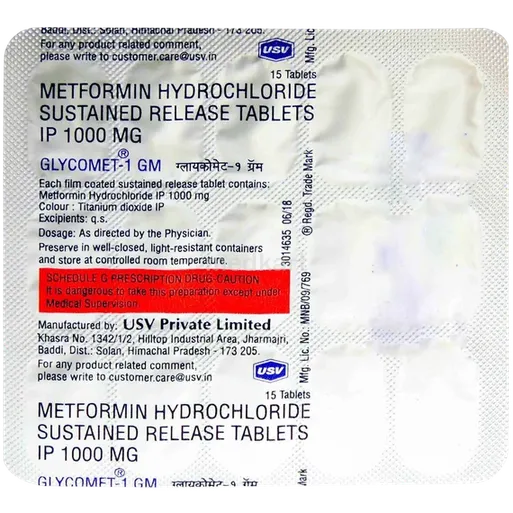 Baddi, Dist.: Solan, Himachal Pradesh - 173 205.
For any product related comment,
please write to customer.care@usv.in
USV
15 Tablets
METFORMIN HYDROCHLORIDE
SUSTAINED RELEASE TABLETS
IP 1000 MG
GLYCOMET®-1 GM ग्लायकोमेट-१ ग्रॅम
Each film coated sustained release tablet contains:
Metformin Hydrochloride IP 1000 mg
Colour : Titanium dioxide IP
Excipients: q.s.
Dosage: As directed by the Physician.
Preserve in well-closed, light-resistant containers
and store at controlled room temperature.
SCHEDULE G PRESCRIPTION DRUG-CAUTION
It is dangerous to take this preparation except under
Medical Supervision
Manufactured by: USV Private Limited
Khasra No. 1342/1/2, Hilltop Industrial Area, Jharmajri,
Baddi, Dist.: Solan, Himachal Pradesh - 173 205.
For any product related comment,
please write to customer.care@usv.in
USV
15 Tablets
METFORMIN HYDROCHLORIDE
SUSTAINED RELEASE TABLETS
IP 1000 MG
GLYCOMET®-1 GM ग्लायकोमेट-१ ग्रॅम
Mfg. Lic.
® Regd. Trade Mark
3014635 06/18
Mfg. Lic. No.: MNB/09/769
Mark